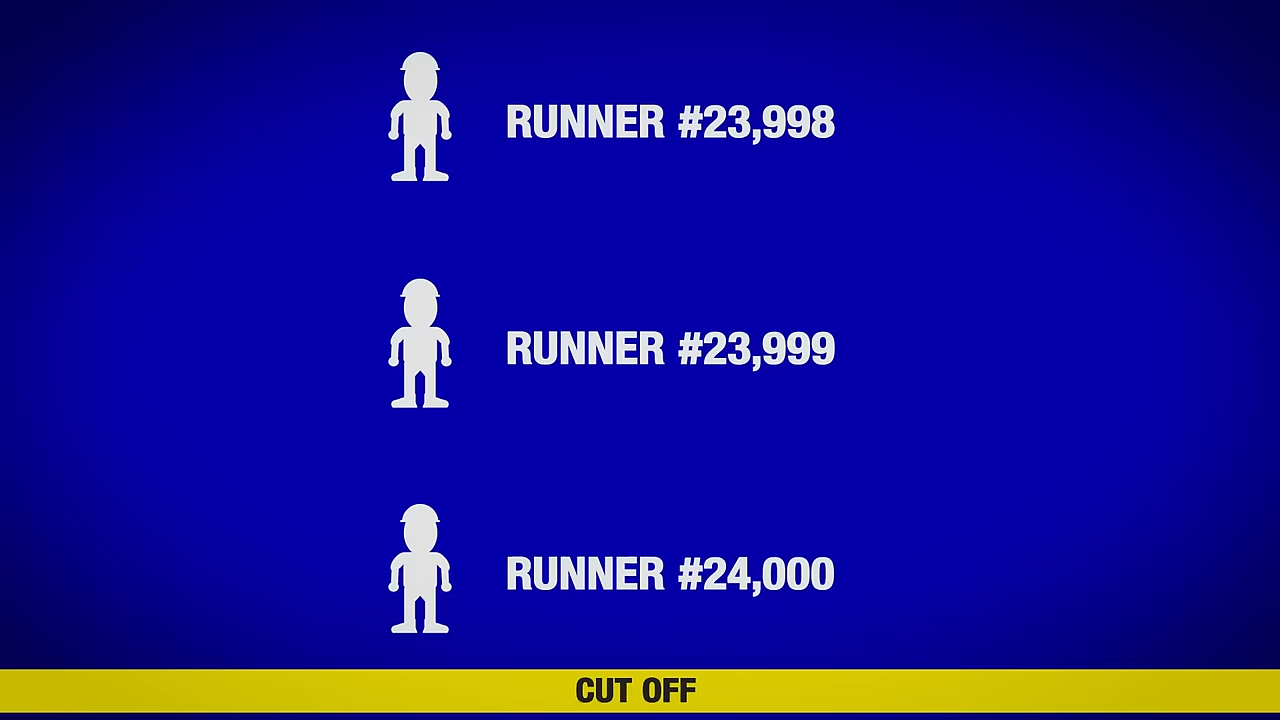 RUNNER #23,998
RUNNER #23,999
RUNNER #24,000
CUT OFF